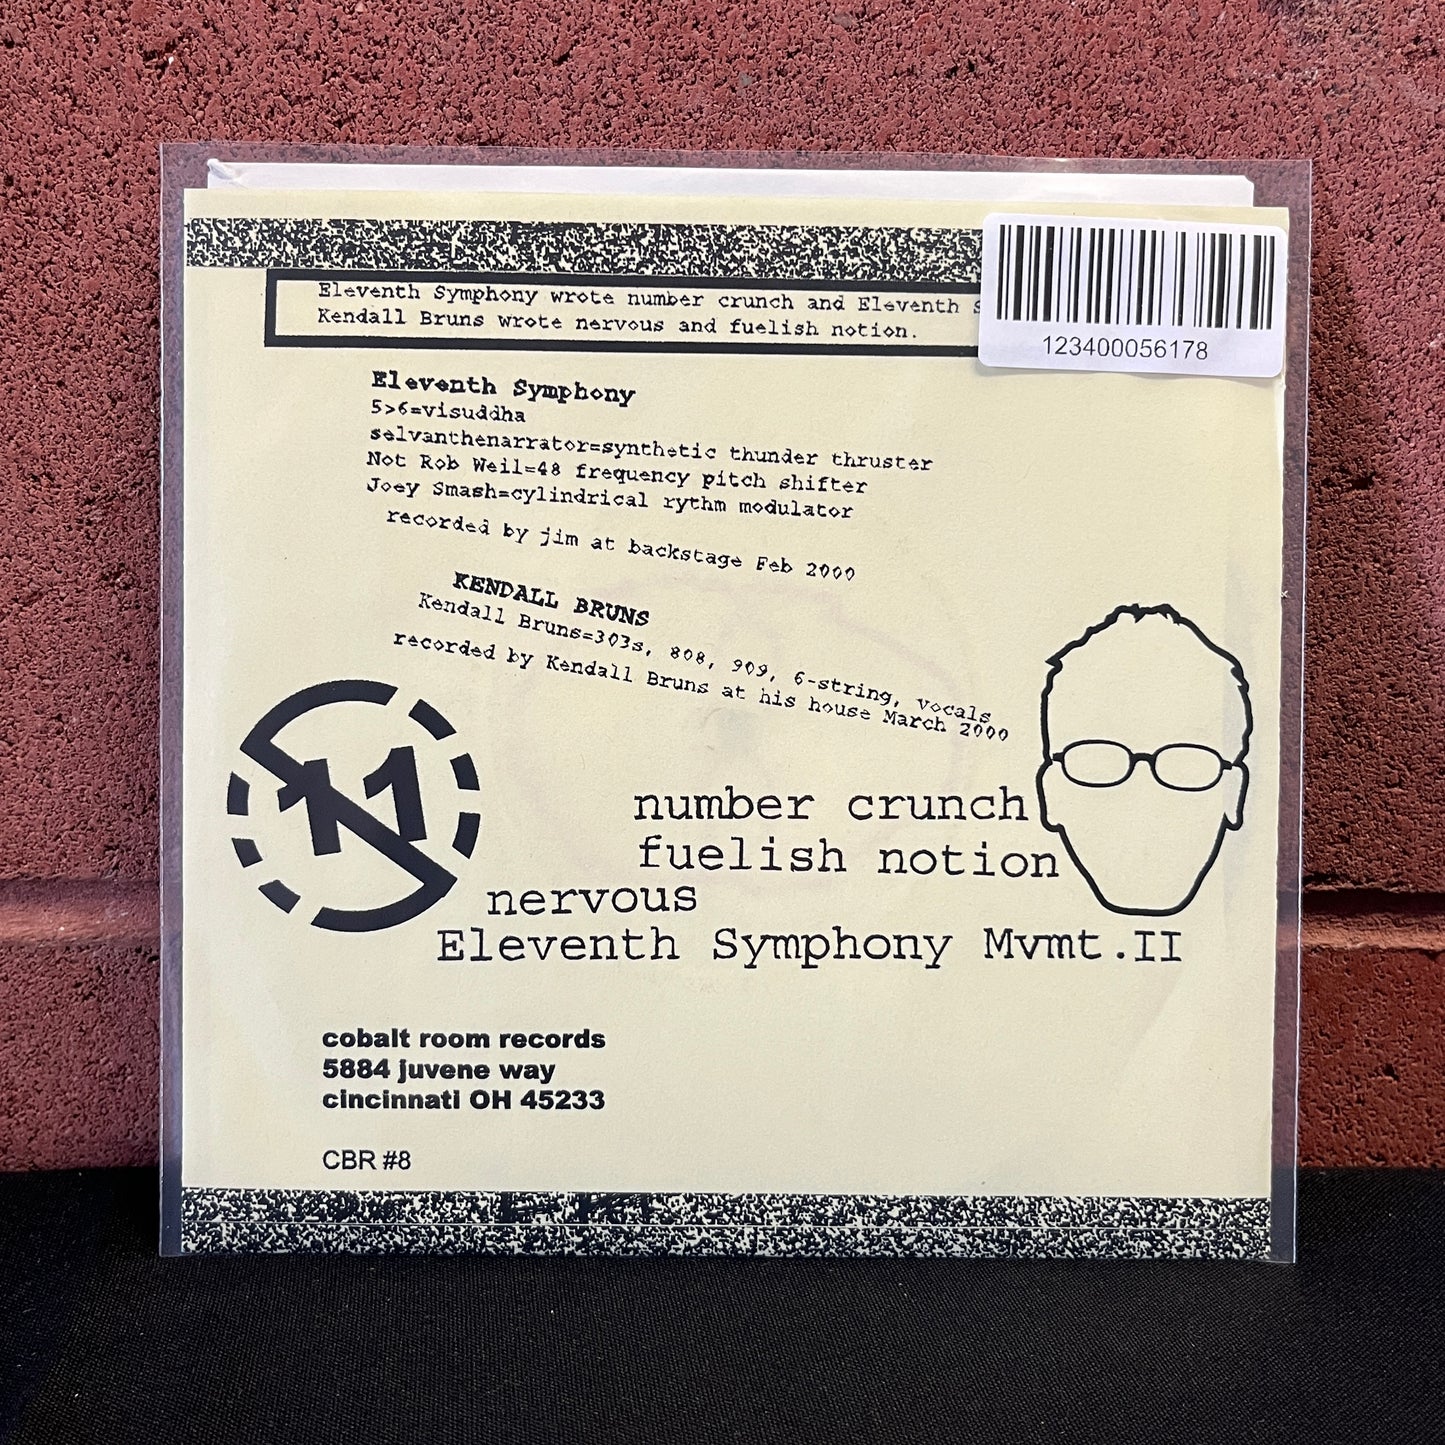 Eleventh Symphony wrote number crunch and Eleventh
Kendall Bruns wrote nervous and fuelish notion.
123400056178
Eleventh Symphony
5>6=visuddha
selvanthenarrator=synthetic thunder thruster
Not Rob Weil=48 frequency pitch shifter
Joey Smash=cylindrical rythm modulator
recorded by jim at backstage Feb 2000
KENDALL BRUNS
Kendall Bruns=303s, 808, 909, 6-string, vocals
recorded by Kendall Bruns at his house March 2000
11
number crunch
fuelish notion
nervous
Eleventh Symphony Mvmt.II
cobalt room records
5884 juvene way
cincinnati OH 45233
CBR #8